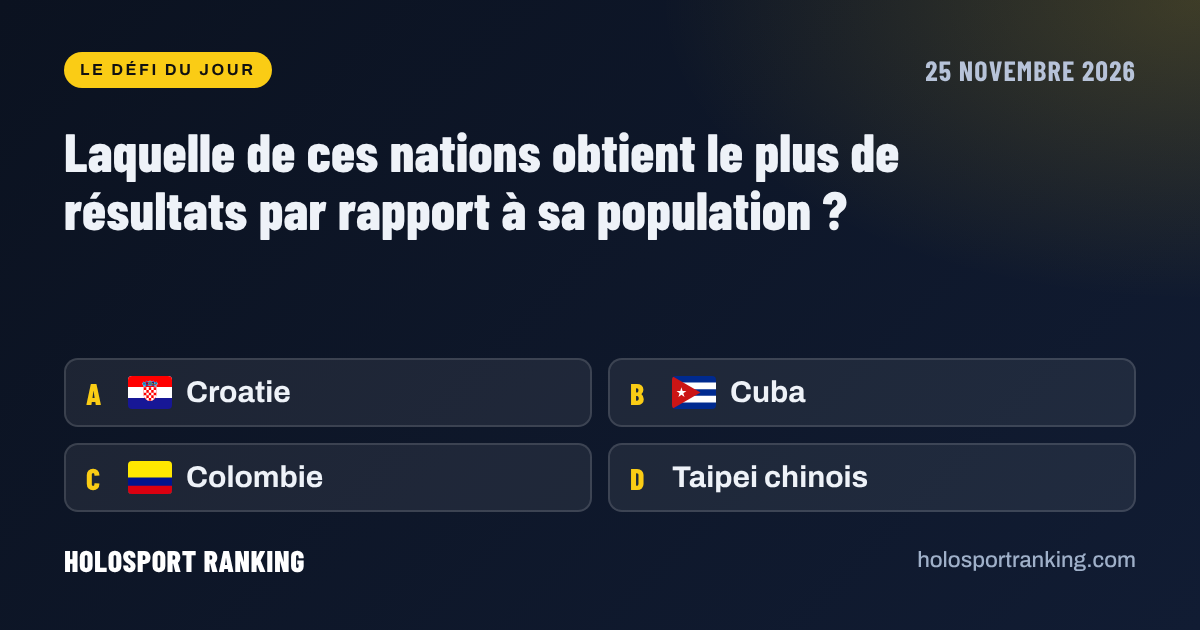 LE DÉFI DU JOUR
25 NOVEMBRE 2026
Laquelle de ces nations obtient le plus de
résultats par rapport à sa population ?
A Croatie
B Cuba
C Colombie
D Taipei chinois
HOLOSPORT RANKING
holosportranking.com